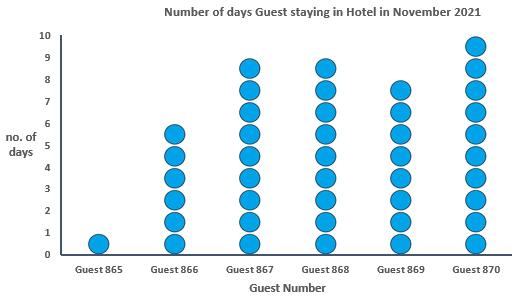 Number of days Guest staying in Hotel in November 2021
10
9
8
7
6
5
4
3
2
1
0
no. of
days
Guest 865 Guest 866 Guest 867 Guest 868 Guest 869 Guest 870
Guest Number